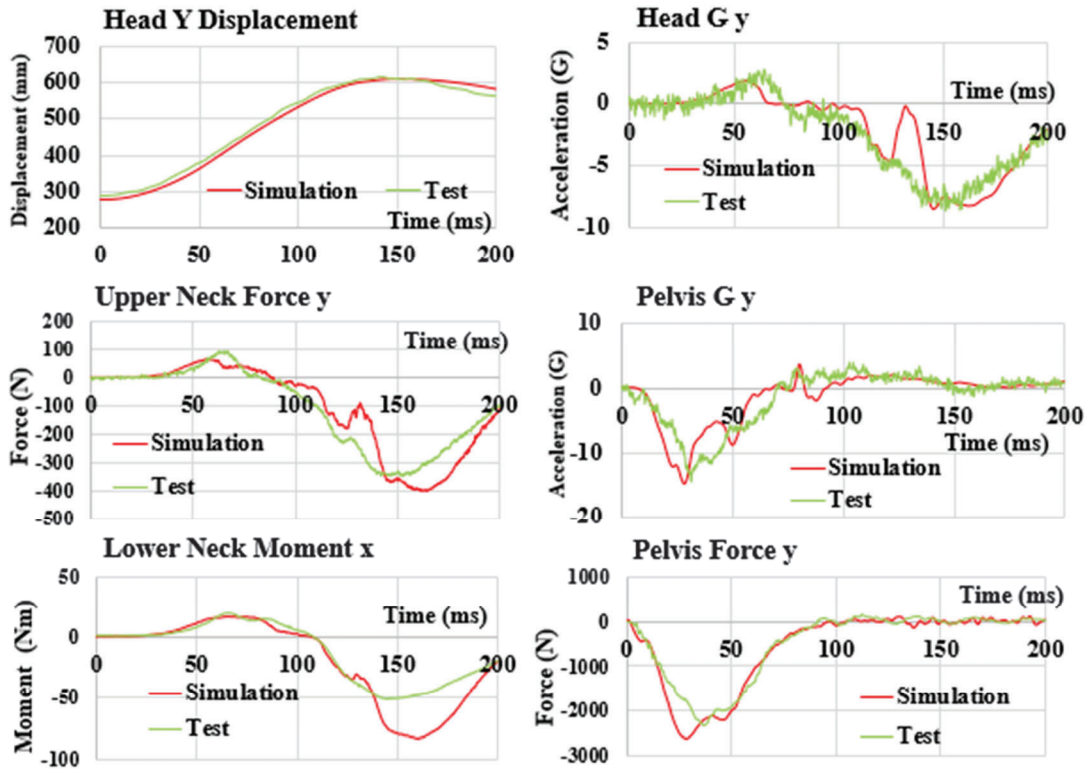 Head Y Displacement
Displacement (mm)
700
600
500
400
300
200
Simulation
Test
Time (ms)
0
50
100
150
200
Head G y
Acceleration (G)
5
0
-5
-10
Time (ms)
0
50
100
150
200
Simulation
Test
Upper Neck Force y
Force (N)
200
100
0
-100
-200
-300
-400
-500
Time (ms)
0
50
100
150
200
Simulation
Test
Pelvis G y
Acceleration (G)
10
0
-10
-20
0
50
100
150
200
Time (ms)
Simulation
Test
Lower Neck Moment x
Moment (Nm)
50
0
-50
-100
Time (ms)
0
50
100
150
200
Simulation
Test
Pelvis Force y
Force (N)
1000
0
-1000
-2000
-3000
Time (ms)
0
50
100
150
200
Simulation
Test